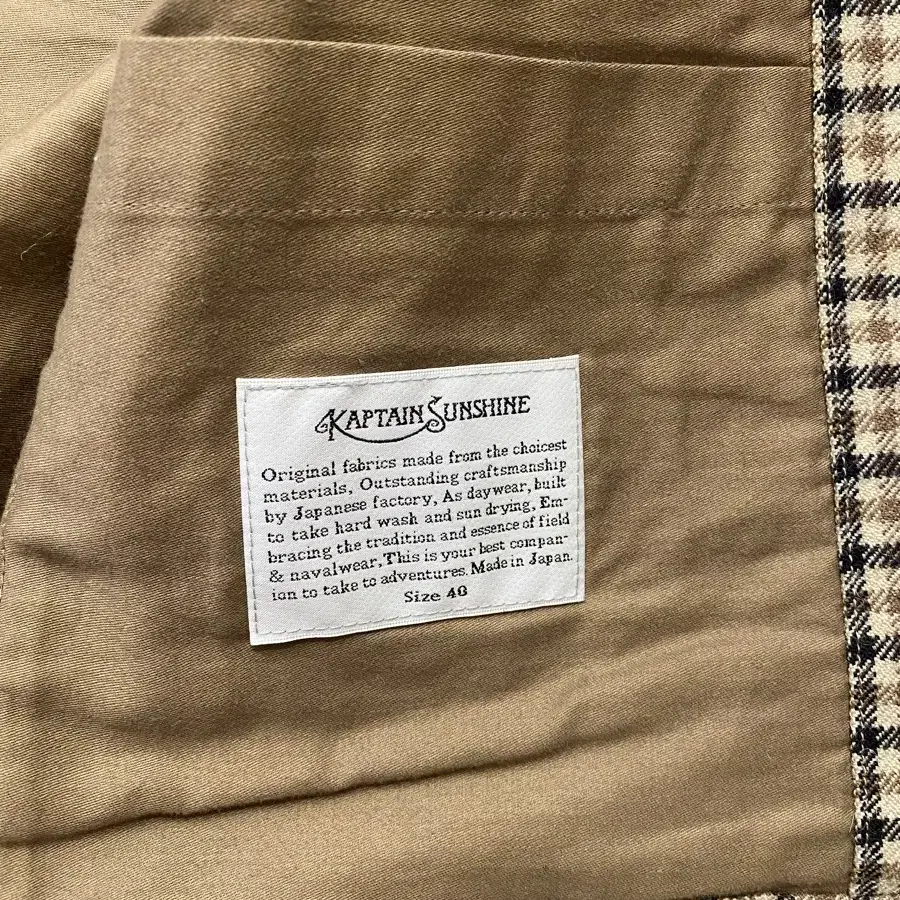 KAPTAIN SUNSHINE
Original fabrics made from the choicest
materials, Outstanding craftsmanship
by Japanese factory, As daywear, built
to take hard wash and sun drying, Em-
bracing the tradition and essence of field
& navalwear, This is your best compan-
ion to take to adventures. Made in Japan.
Size 40